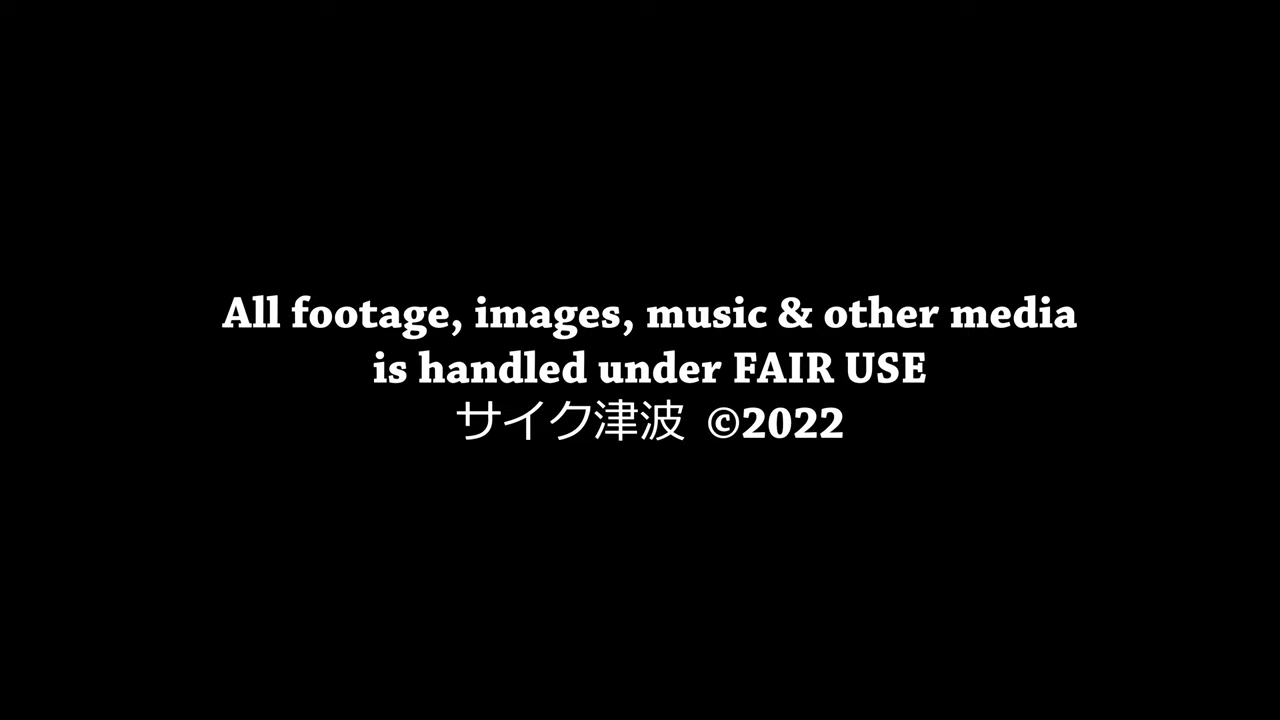 All footage, images, music & other media
is handled under FAIR USE
サイク津波 ©2022